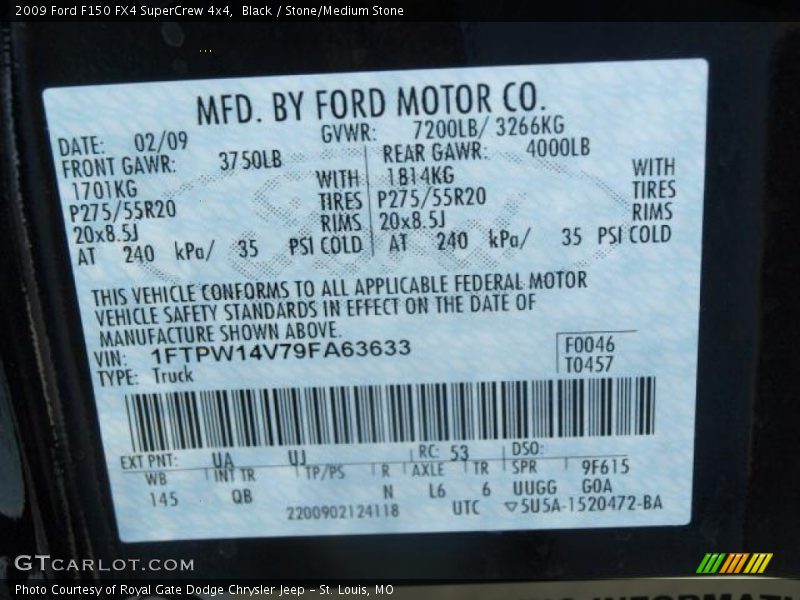 2009 Ford F150 FX4 SuperCrew 4x4,  Black / Stone/Medium Stone
MFD. BY FORD MOTOR CO.
DATE: 02/09 GVWR: 7200LB/ 3266KG
FRONT GAWR: 3750LB REAR GAWR: 4000LB
1701KG WITH 1814KG WITH
P275/55R20 TIRES P275/55R20 TIRES
20x8.5J RIMS 20x8.5J RIMS
AT 240 kPa/ 35 PSI COLD AT 240 kPa/ 35 PSI COLD
THIS VEHICLE CONFORMS TO ALL APPLICABLE FEDERAL MOTOR
VEHICLE SAFETY STANDARDS IN EFFECT ON THE DATE OF
MANUFACTURE SHOWN ABOVE.
VIN: 1FTPW14V79FA63633 F0046
TYPE: Truck T0457
EXT PNT: UA UJ RC: 53 DSO:
WB INT TR TP/PS R AXLE TR SPR 9F615
145 QB N L6 6 UUGG G0A
2200902124118 UTC ▽5U5A-1520472-BA
GTCARLOT.COM
Photo Courtesy of Royal Gate Dodge Chrysler Jeep – St. Louis, MO